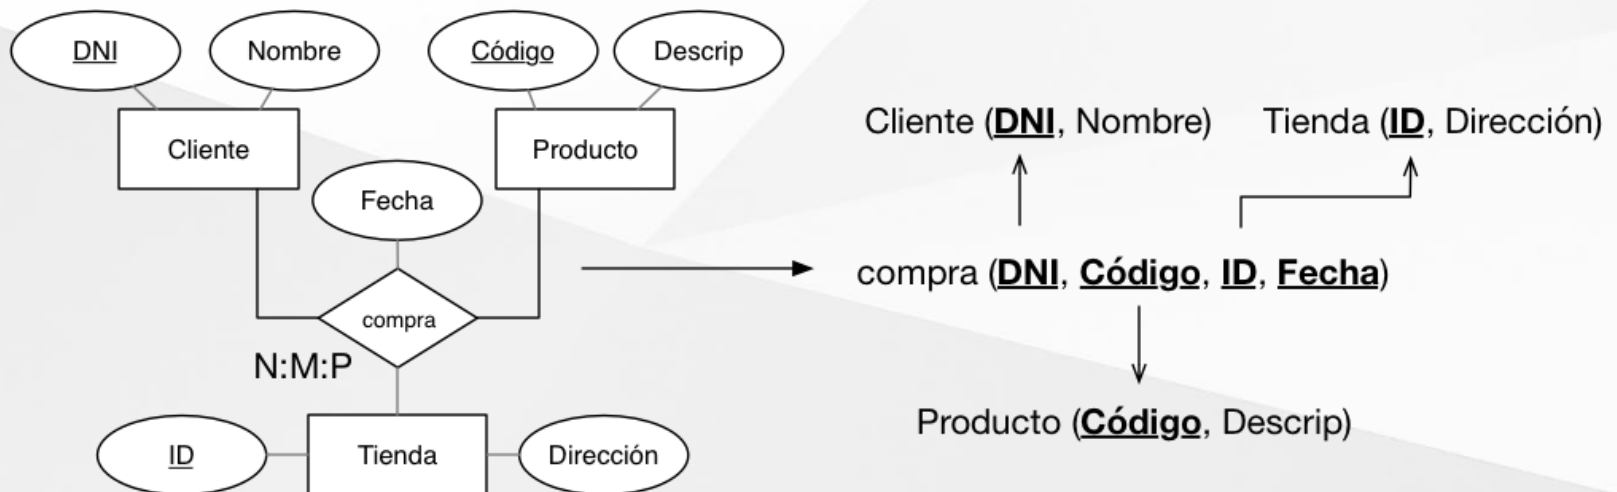 DNI
Nombre
Código
Descrip
Cliente
Producto
Fecha
compra
N:M:P
ID
Tienda
Dirección
Cliente (DNI, Nombre)
Tienda (ID, Dirección)
compra (DNI, Código, ID, Fecha)
Producto (Código, Descrip)